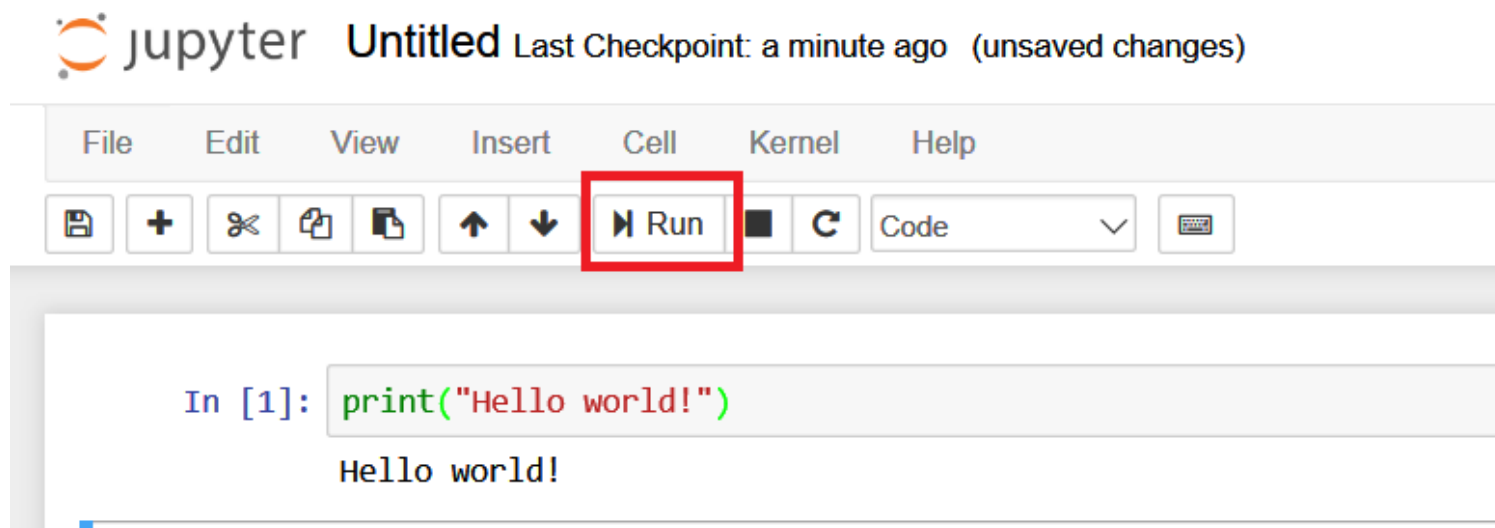 jupyter Untitled Last Checkpoint: a minute ago (unsaved changes)
File Edit View Insert Cell Kernel Help
Run Code
In [1]: print("Hello world!")
Hello world!